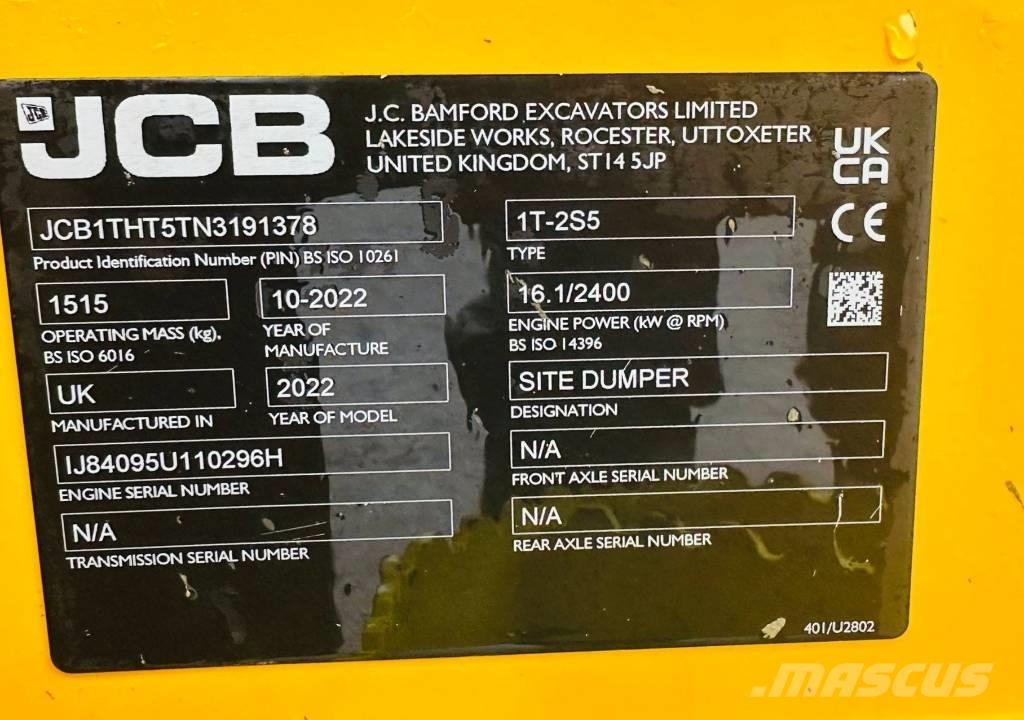 JCB
J.C. BAMFORD EXCAVATORS LIMITED
LAKESIDE WORKS, ROCESTER, UTTOXETER
UNITED KINGDOM, ST14 5JP
UK
CA
CE
JCB1THT5TN3191378
Product Identification Number (PIN) BS ISO 10261
1T-2S5
TYPE
1515
OPERATING MASS (kg),
BS ISO 6016
10-2022
YEAR OF
MANUFACTURE
16.1/2400
ENGINE POWER (kW @ RPM)
BS ISO 14396
UK
MANUFACTURED IN
2022
YEAR OF MODEL
SITE DUMPER
DESIGNATION
IJ84095U110296H
ENGINE SERIAL NUMBER
N/A
FRONT AXLE SERIAL NUMBER
N/A
TRANSMISSION SERIAL NUMBER
N/A
REAR AXLE SERIAL NUMBER
401/U2802
.MASCUS